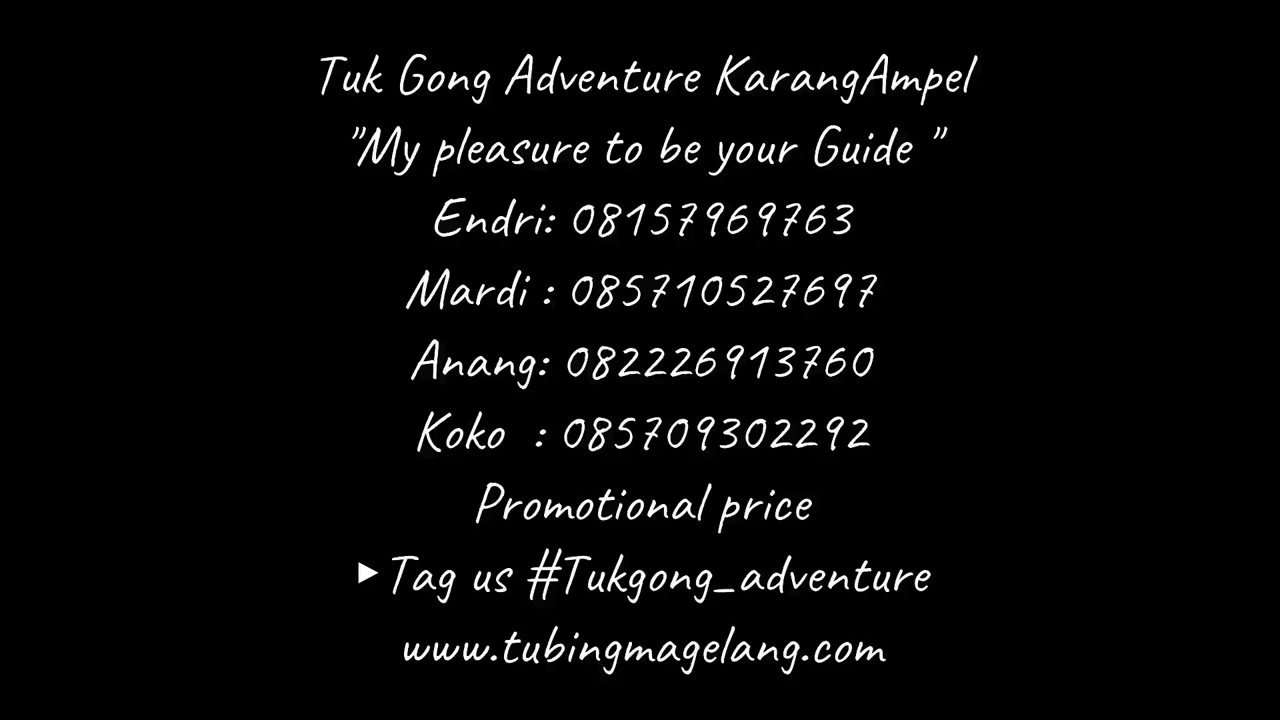 Tuk Gong Adventure KarangAmpel
"My pleasure to be your Guide "
Endri: 08157969763
Mardi : 085710527697
Anang: 082226913760
Koko  : 085709302292
Promotional price
▶Tag us #Tukgong_adventure
www.tubingmagelang.com